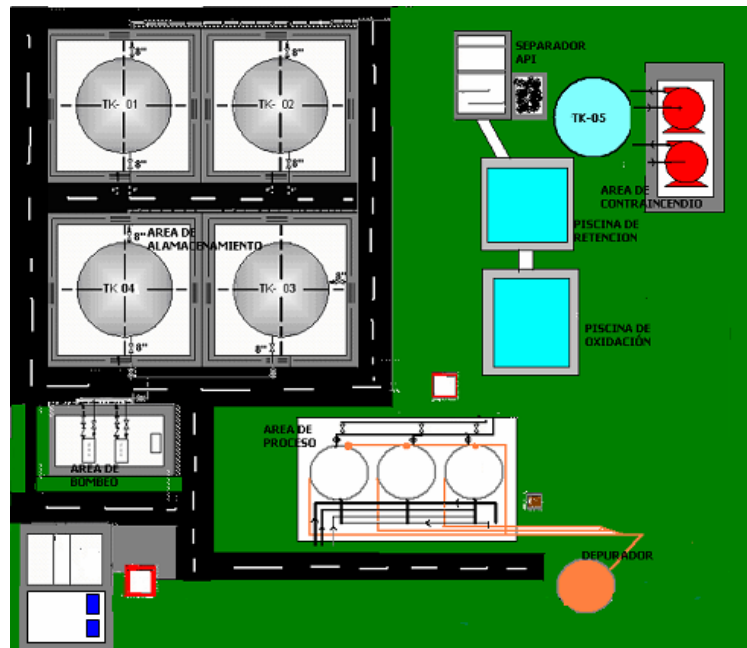 SEPARADOR
API
TK- 01
TK- 02
TK-05
8"
8"
8"
8"
AREA DE
CONTRAINCENDIO
PISCINA DE
RETENCION
8"
AREA DE
ALAMACENAMIENTO
TK 04
TK- 03
8"
8"
8"
PISCINA DE
OXIDACIÓN
AREA DE
PROCESO
AREA DE
BOMBEO
DEPURADOR